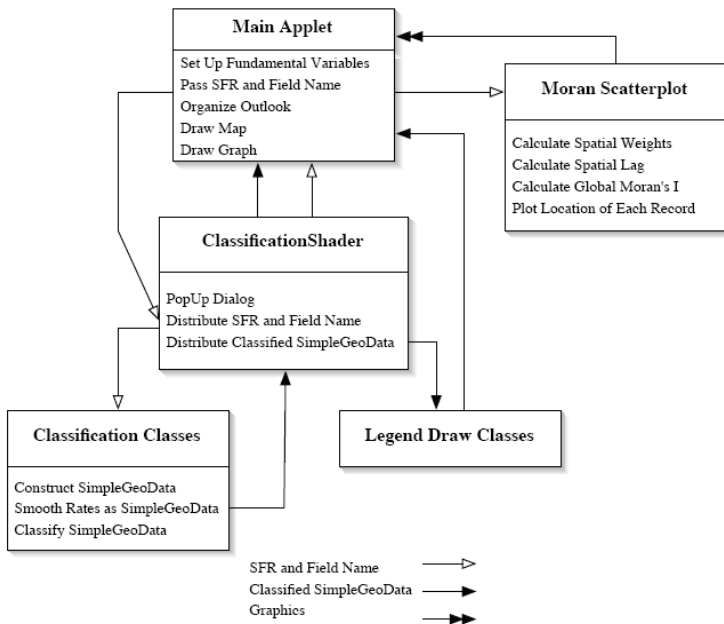 Main Applet
Set Up Fundamental Variables
Pass SFR and Field Name
Organize Outlook
Draw Map
Draw Graph
Moran Scatterplot
Calculate Spatial Weights
Calculate Spatial Lag
Calculate Global Moran's I
Plot Location of Each Record
ClassificationShader
PopUp Dialog
Distribute SFR and Field Name
Distribute Classified SimpleGeoData
Classification Classes
Construct SimpleGeoData
Smooth Rates as SimpleGeoData
Classify SimpleGeoData
Legend Draw Classes
SFR and Field Name
Classified SimpleGeoData
Graphics